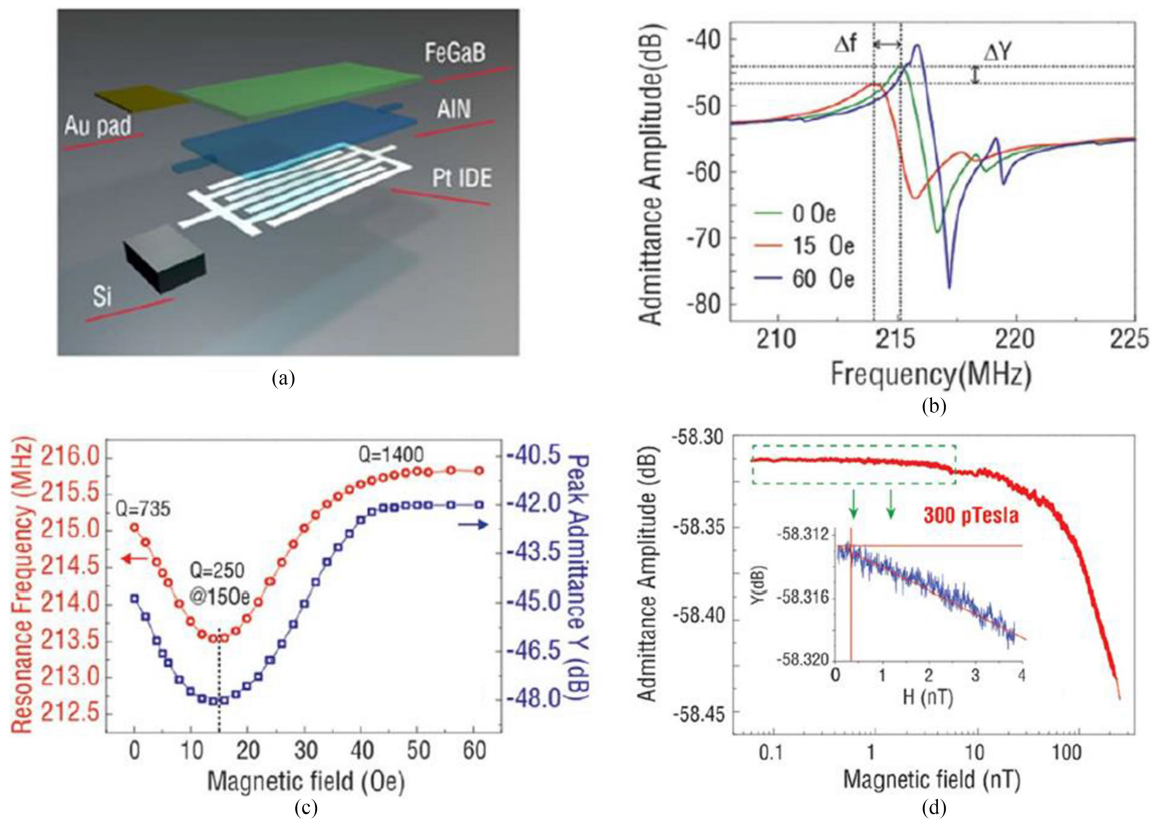 FeGaB
Au pad
AlN
Pt IDE
Si
(a)
Admittance Amplitude(dB)
-40
-50
-60
-70
-80
Δf
ΔY
0 Oe
15 Oe
60 Oe
210
215
220
225
Frequency(MHz)
(b)
Resonance Frequency (MHz)
216.0
215.5
215.0
214.5
214.0
213.5
213.0
212.5
Q=735
Q=250
@15Oe
Q=1400
-40.5
-42.0
-43.5
-45.0
-46.5
-48.0
Peak Admittance Y (dB)
0
10
20
30
40
50
60
Magnetic field (Oe)
(c)
Admittance Amplitude (dB)
-58.30
-58.35
-58.40
-58.45
300 pTesla
Y(dB)
-58.312
-58.316
-58.320
0
1
2
3
4
H (nT)
0.1
1
10
100
Magnetic field (nT)
(d)